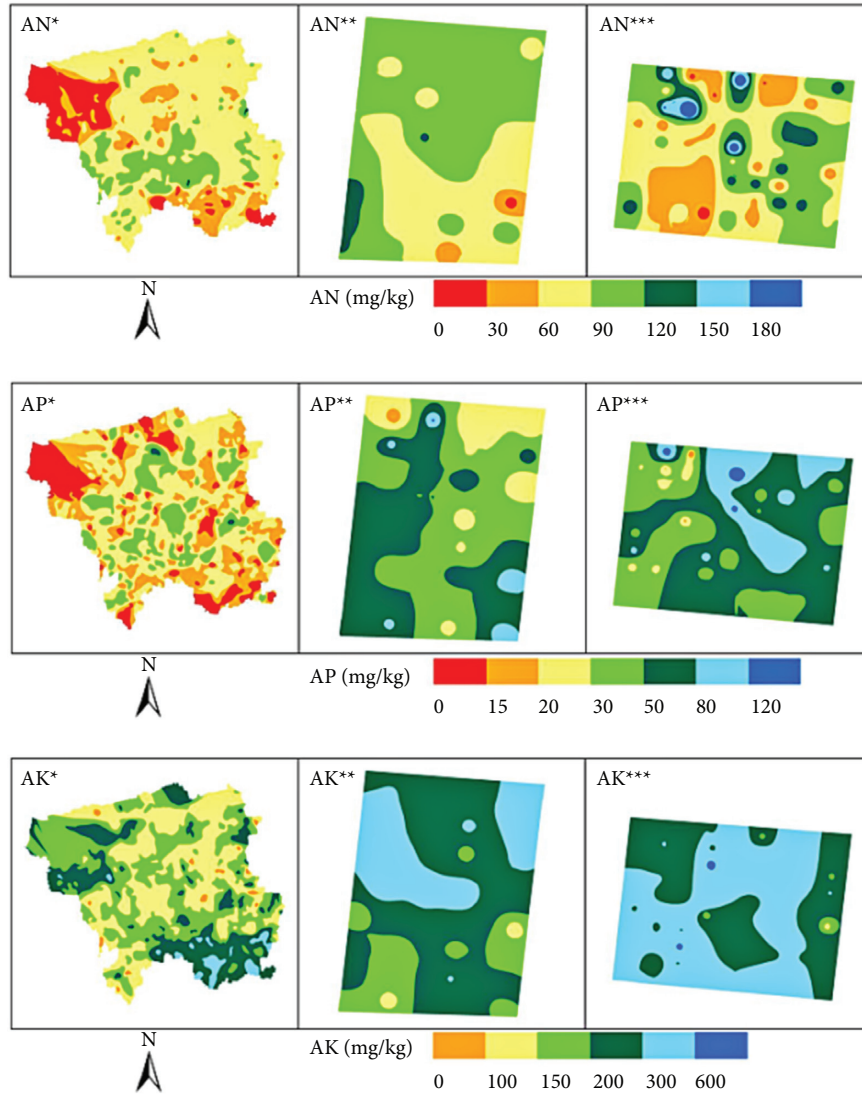 AN* AN** AN***
N
AN (mg/kg)
0 30 60 90 120 150 180
AP* AP** AP***
N
AP (mg/kg)
0 15 20 30 50 80 120
AK* AK** AK***
N
AK (mg/kg)
0 100 150 200 300 600